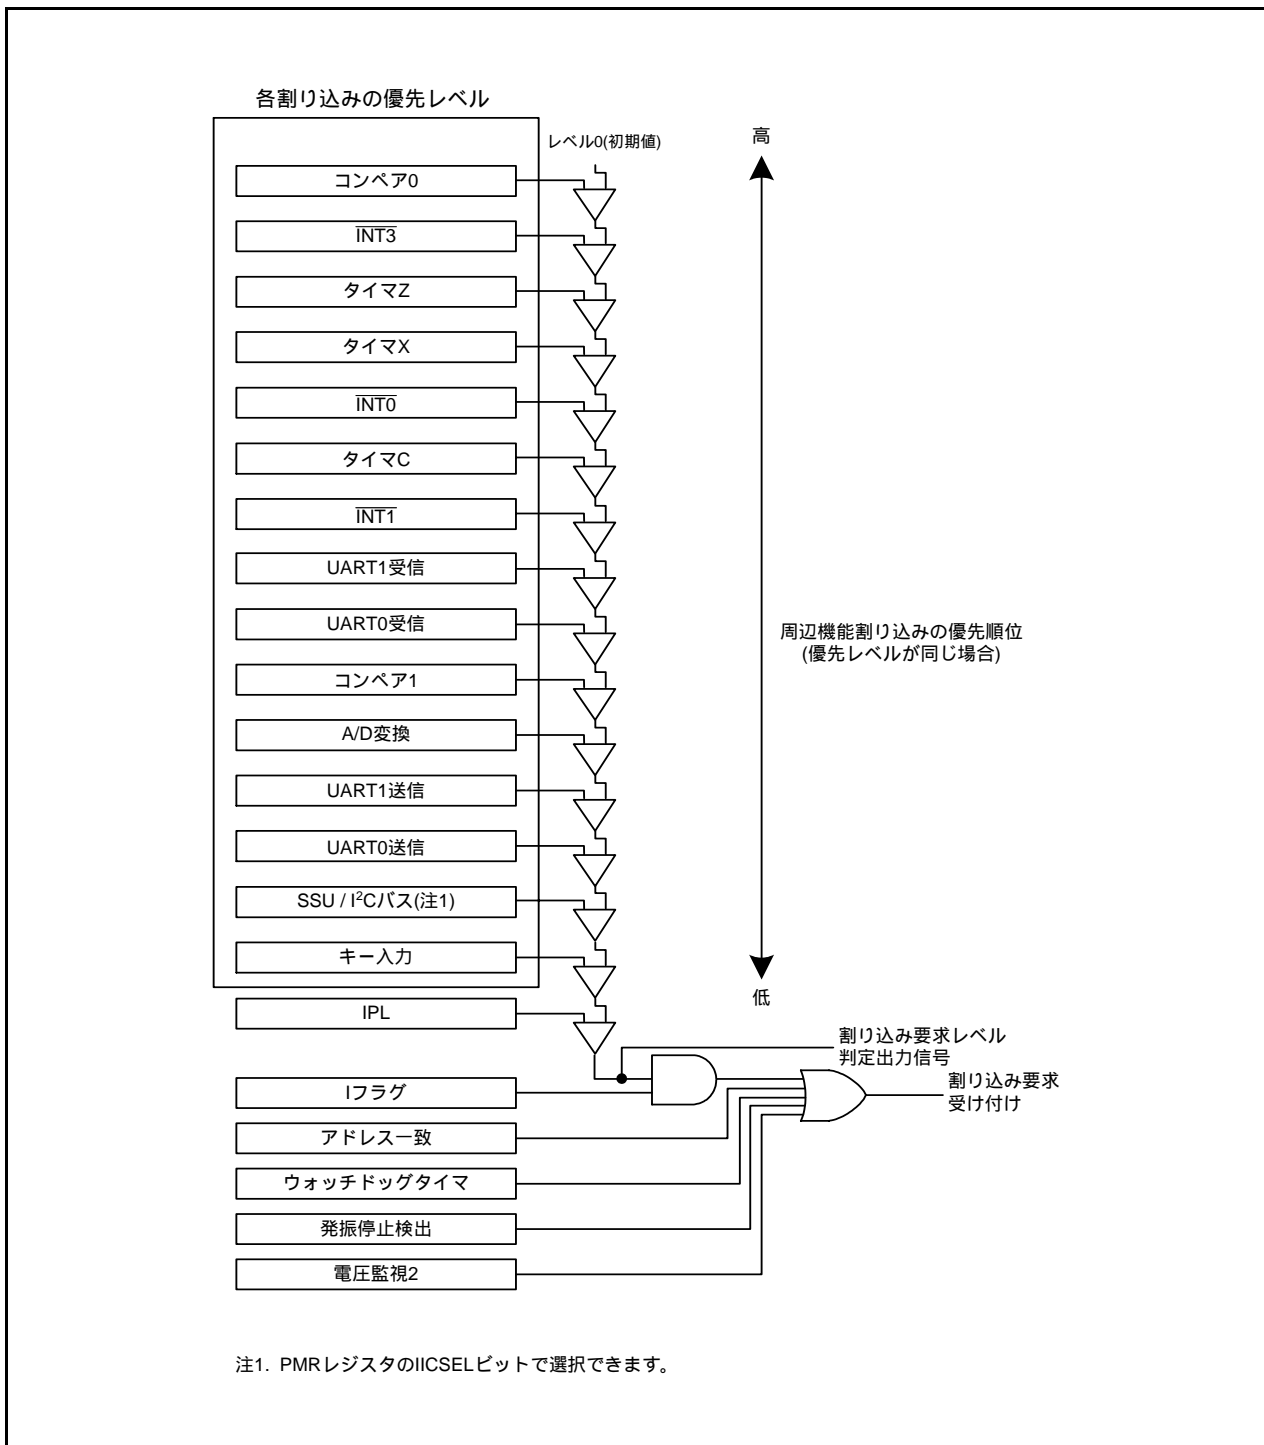 各割り込みの優先レベル
レベル0(初期値)
高
コンペア0
INT3
タイマZ
タイマX
INT0
タイマC
INT1
UART1受信
UART0受信
周辺機能割り込みの優先順位
(優先レベルが同じ場合)
コンペア1
A/D変換
UART1送信
UART0送信
SSU / I²Cバス(注1)
キー入力
低
IPL
割り込み要求レベル
判定出力信号
割り込み要求
受け付け
Iフラグ
アドレス一致
ウォッチドッグタイマ
発振停止検出
電圧監視2
注1. PMRレジスタのIICSELビットで選択できます。